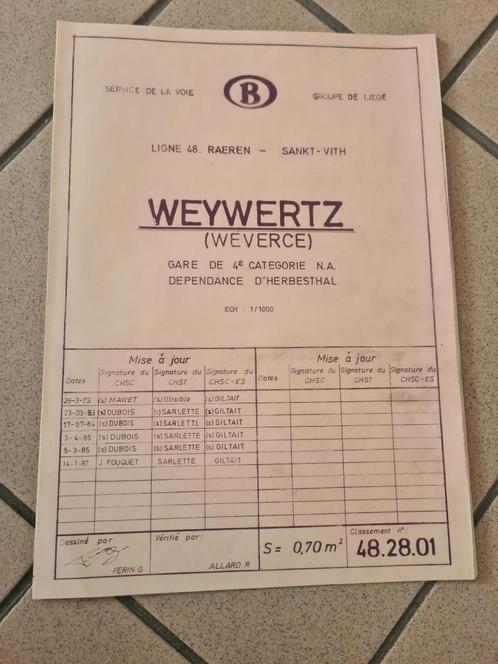 SERVICE DE LA VOIE B GROUPE DE LIEGE
LIGNE 48. RAEREN - SANKT-VITH
WEYWERTZ
(WEVERCE)
GARE DE 4e CATEGORIE N.A.
DEPENDANCE D'HERBESTHAL
ECH : 1/1000
Mise á jour Mise á jour
Dates Signature du CHSC Signature du CHST Signature du CHSC-ES Dates Signature du CHSC Signature du CHST Signature du CHSC-ES
26-3-75 (s) MAWET (s) Illisible (s) GILTAIT
23-03-83 (s) DUBOIS (s) SARLETTE (s) GILTAIT
17-07-84 (s) DUBOIS (s) SARLETTE (s) GILTAIT
3-4-85 (s) DUBOIS (s) SARLETTE (s) GILTAIT
5-3-86 (s) DUBOIS (s) SARLETTE (s) GILTAIT
14-1-87 J FOUQUET SARLETTE GILTAIT
Dessiné par Vérifié par: S = 0,70 m² Classement n°:
48.28.01
FERIN G ALLARD. R